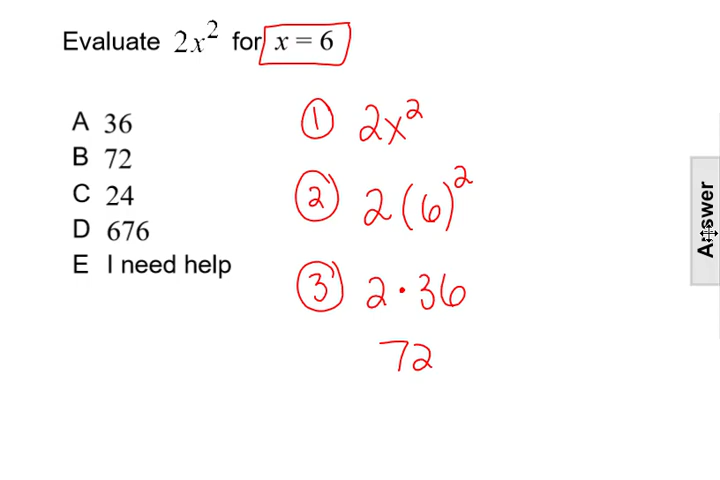 Evaluate 2x² for x = 6
A 36
B 72
C 24
D 676
E I need help
① 2x²
② 2(6)²
③ 2·36
72
Answer